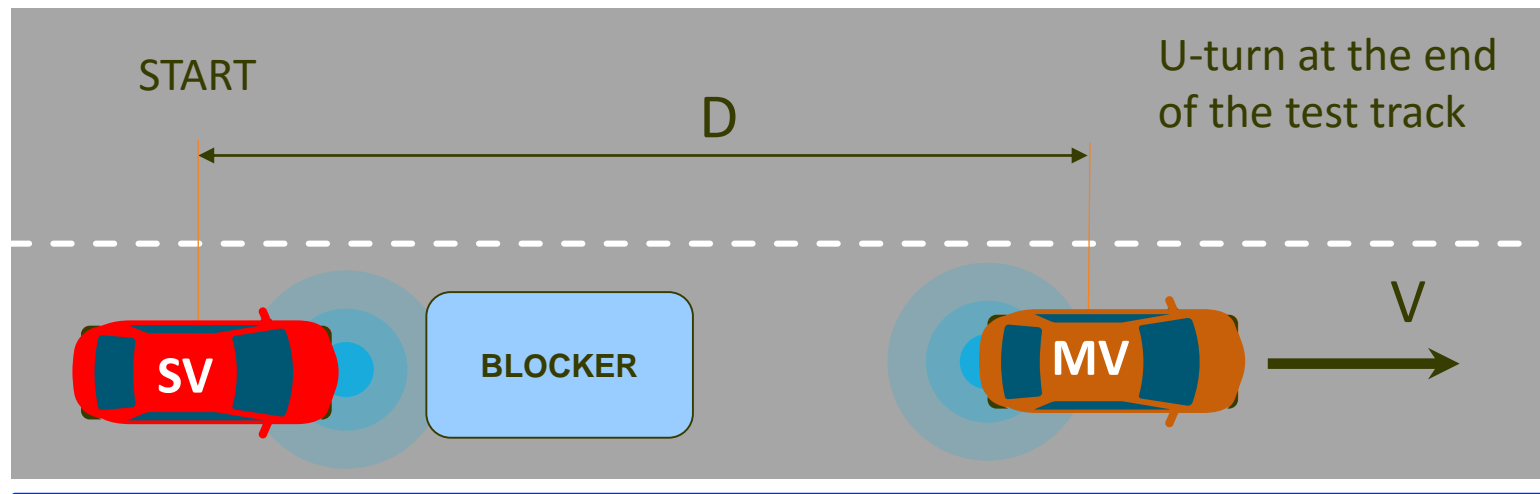 START
D
U-turn at the end
of the test track
SV
BLOCKER
MV
V